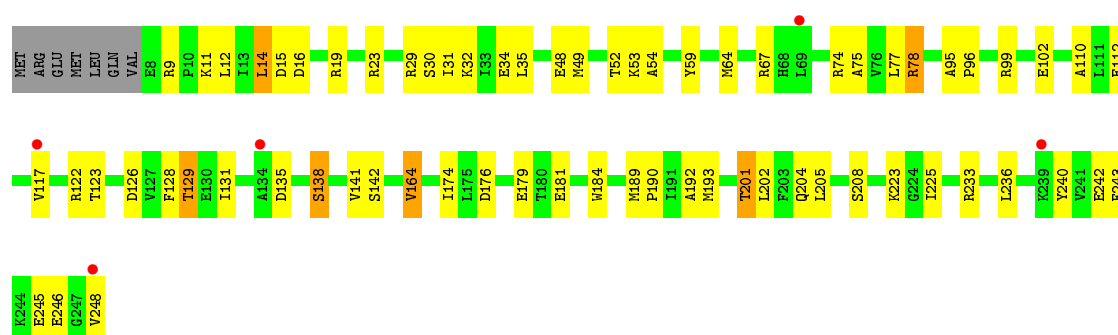 MET ARG GLU MET LEU GLN VAL E8 R9 P10 K11 L12 I13 L14 D15 D16 R19 R23 R29 S30 I31 K32 I33 E34 L35 E48 M49 T52 K53 A54 Y59 M64 R67 H68 L69 R74 A75 V76 L77 R78 A95 P96 R99 E102 A110 L111
V117 R122 T123 D126 V127 F128 T129 E130 I131 A134 D135 S138 V141 S142 V164 I174 L175 D176 E179 T180 E181 W184 M189 P190 I191 A192 M193 T201 L202 F203 Q204 L205 S208 K223 G224 I225 R233 L236 K239 Y240 V241 E242
K244 E245 E246 G247 V248